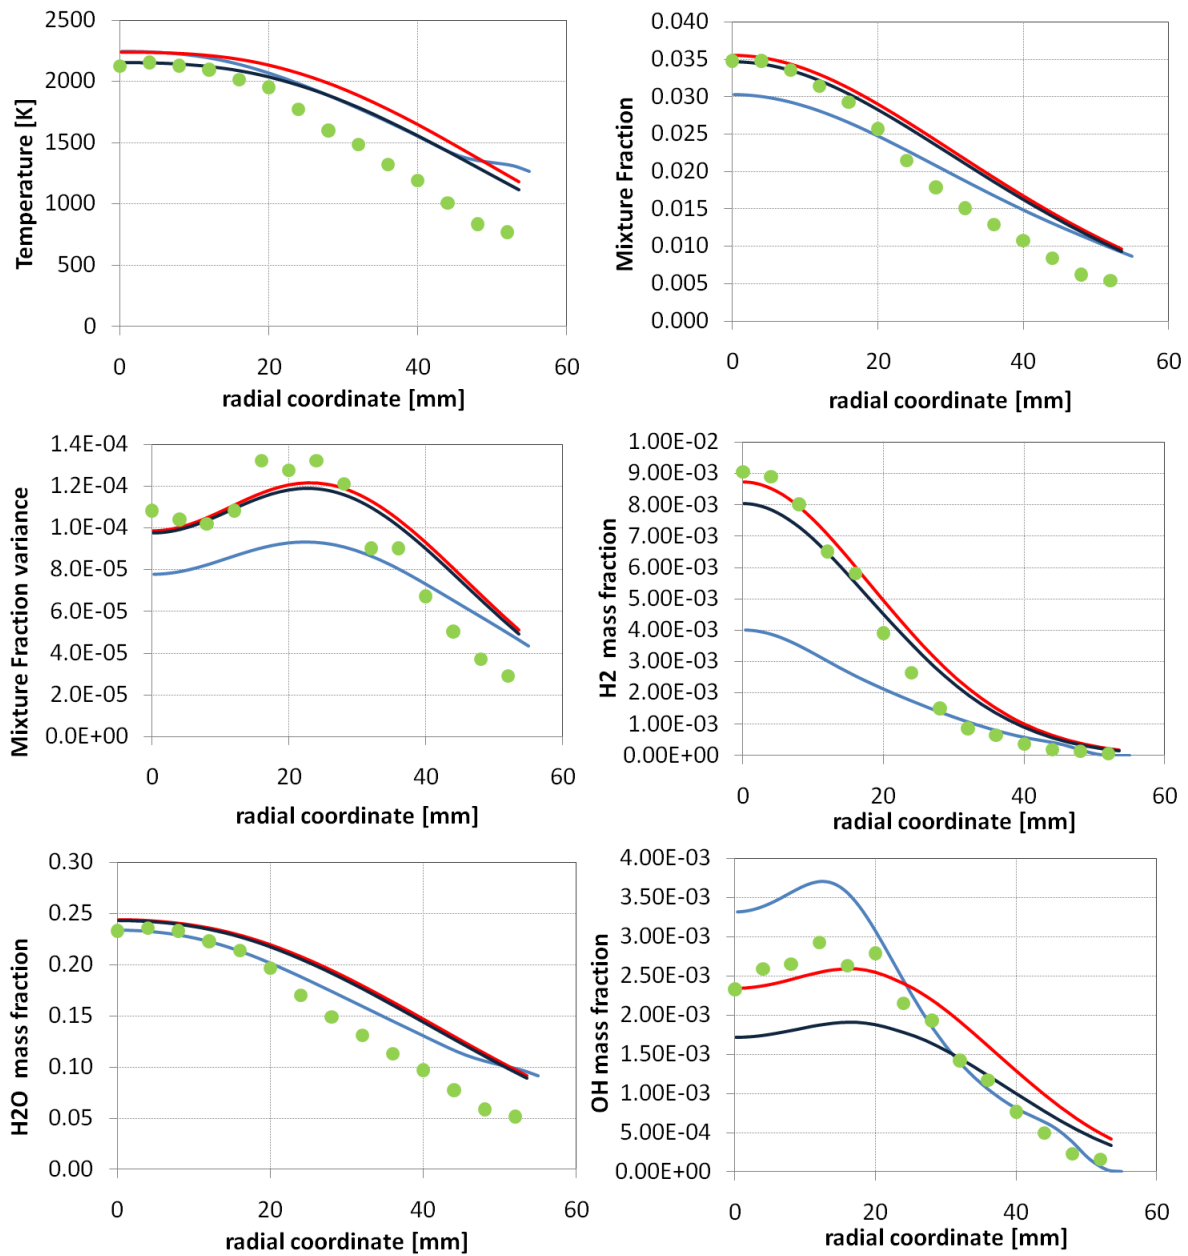 Temperature [K]
2500
2000
1500
1000
500
0
0 20 40 60
radial coordinate [mm]
Mixture Fraction
0.040
0.035
0.030
0.025
0.020
0.015
0.010
0.005
0.000
0 20 40 60
radial coordinate [mm]
Mixture Fraction variance
1.4E-04
1.2E-04
1.0E-04
8.0E-05
6.0E-05
4.0E-05
2.0E-05
0.0E+00
0 20 40 60
radial coordinate [mm]
H2 mass fraction
1.00E-02
9.00E-03
8.00E-03
7.00E-03
6.00E-03
5.00E-03
4.00E-03
3.00E-03
2.00E-03
1.00E-03
0.00E+00
0 20 40 60
radial coordinate [mm]
H2O mass fraction
0.30
0.25
0.20
0.15
0.10
0.05
0.00
0 20 40 60
radial coordinate [mm]
OH mass fraction
4.00E-03
3.50E-03
3.00E-03
2.50E-03
2.00E-03
1.50E-03
1.00E-03
5.00E-04
0.00E+00
0 20 40 60
radial coordinate [mm]